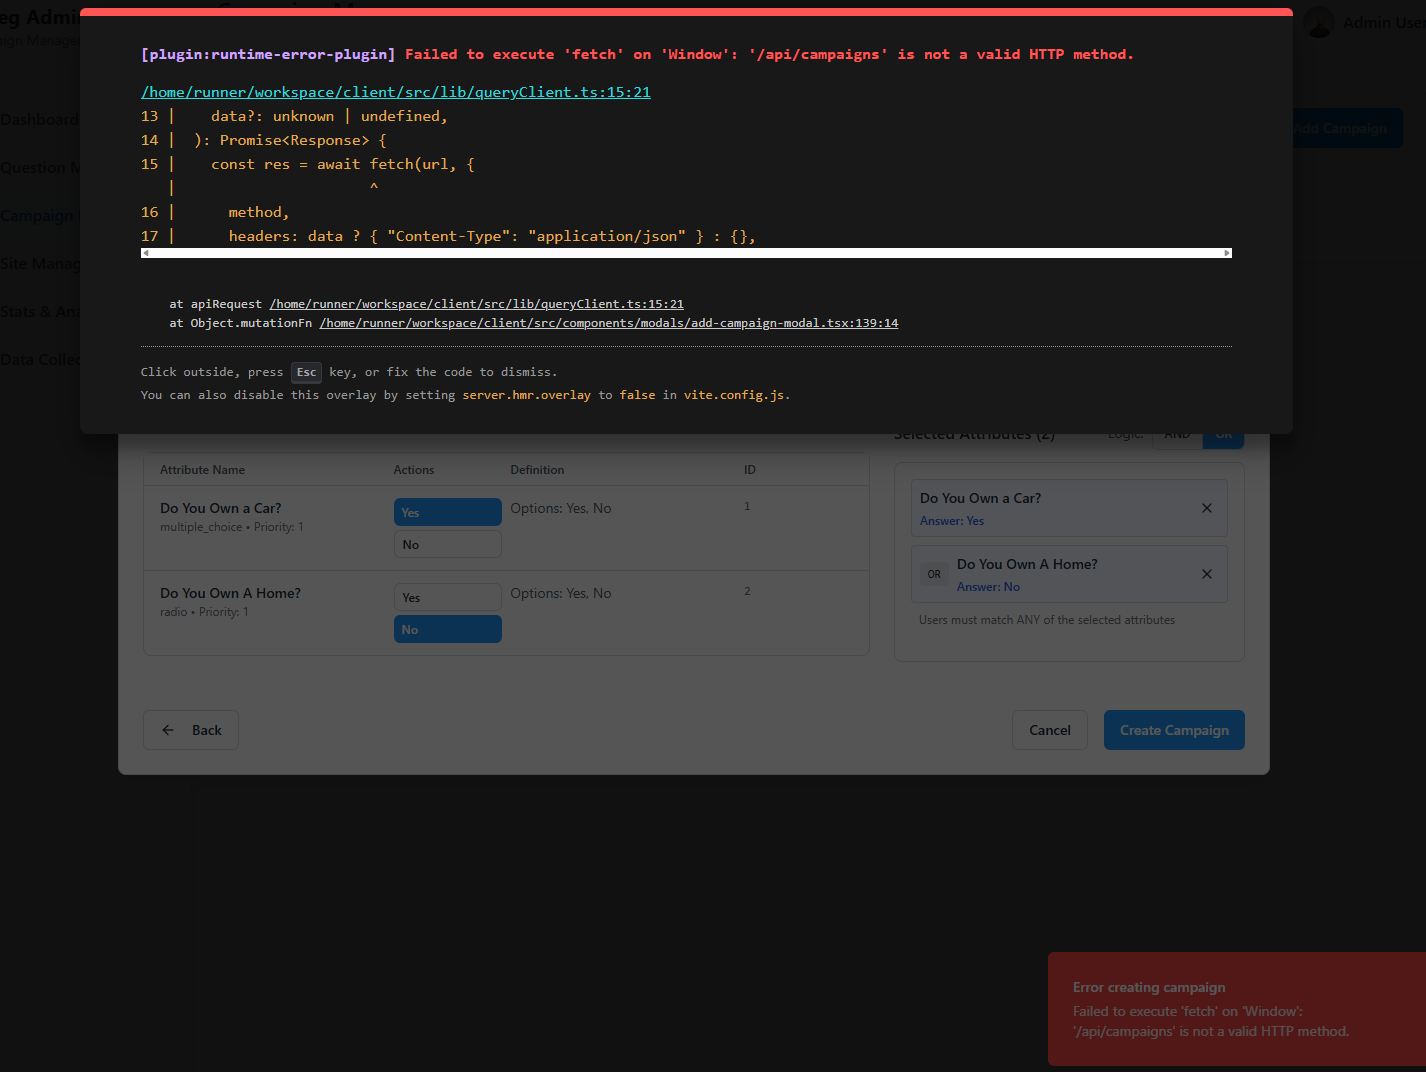 eg Admi
Admin User
[plugin:runtime-error-plugin] Failed to execute 'fetch' on 'Window': '/api/campaigns' is not a valid HTTP method.
/home/runner/workspace/client/src/lib/queryClient.ts:15:21
13 |    data?: unknown | undefined,
14 |  ): Promise<Response> {
15 |    const res = await fetch(url, {
   |                      ^
16 |      method,
17 |      headers: data ? { "Content-Type": "application/json" } : {},
at apiRequest /home/runner/workspace/client/src/lib/queryClient.ts:15:21
at Object.mutationFn /home/runner/workspace/client/src/components/modals/add-campaign-modal.tsx:139:14
Click outside, press Esc key, or fix the code to dismiss.
You can also disable this overlay by setting server.hmr.overlay to false in vite.config.js.
ign Manage
Dashboard
Question M
Campaign
Site Manag
Stats & Ana
Data Collec
Add Campaign
Selected Attributes (2)
Logic:
AND
OR
Attribute Name
Actions
Definition
ID
Do You Own a Car?
multiple_choice • Priority: 1
Yes
No
Options: Yes, No
1
Do You Own A Home?
radio • Priority: 1
Yes
No
Options: Yes, No
2
Do You Own a Car?
Answer: Yes
OR
Do You Own A Home?
Answer: No
Users must match ANY of the selected attributes
Back
Cancel
Create Campaign
Error creating campaign
Failed to execute 'fetch' on 'Window':
'/api/campaigns' is not a valid HTTP method.